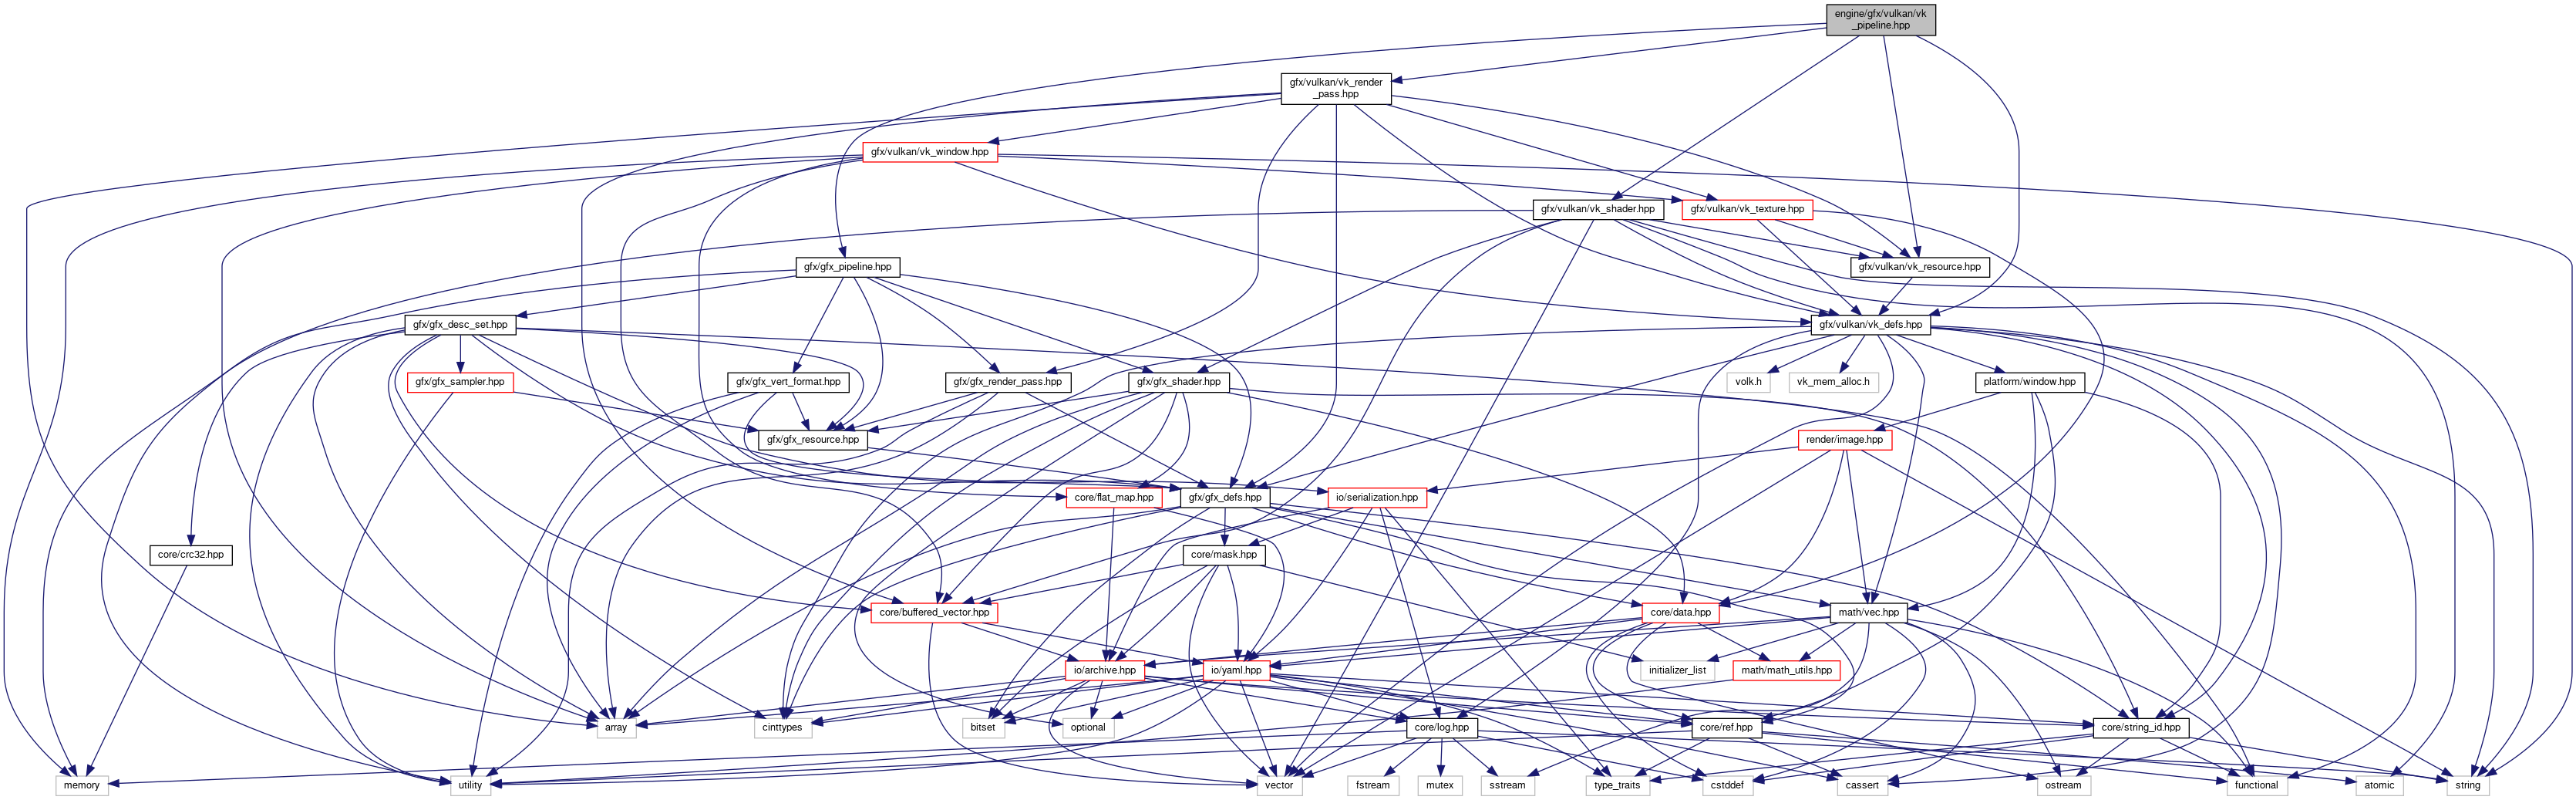 engine/gfx/vulkan/vk
_pipeline.hpp
gfx/vulkan/vk_render
_pass.hpp
gfx/vulkan/vk_window.hpp
gfx/vulkan/vk_shader.hpp
gfx/vulkan/vk_texture.hpp
gfx/gfx_pipeline.hpp
gfx/vulkan/vk_resource.hpp
gfx/gfx_desc_set.hpp
gfx/vulkan/vk_defs.hpp
gfx/gfx_sampler.hpp
gfx/gfx_vert_format.hpp
gfx/gfx_render_pass.hpp
gfx/gfx_shader.hpp
volk.h
vk_mem_alloc.h
platform/window.hpp
gfx/gfx_resource.hpp
render/image.hpp
core/flat_map.hpp
gfx/gfx_defs.hpp
io/serialization.hpp
core/crc32.hpp
core/mask.hpp
core/buffered_vector.hpp
core/data.hpp
math/vec.hpp
io/archive.hpp
io/yaml.hpp
initializer_list
math/math_utils.hpp
array
cinttypes
bitset
optional
core/log.hpp
core/ref.hpp
core/string_id.hpp
memory
utility
vector
fstream
mutex
sstream
type_traits
cstddef
cassert
ostream
functional
atomic
string